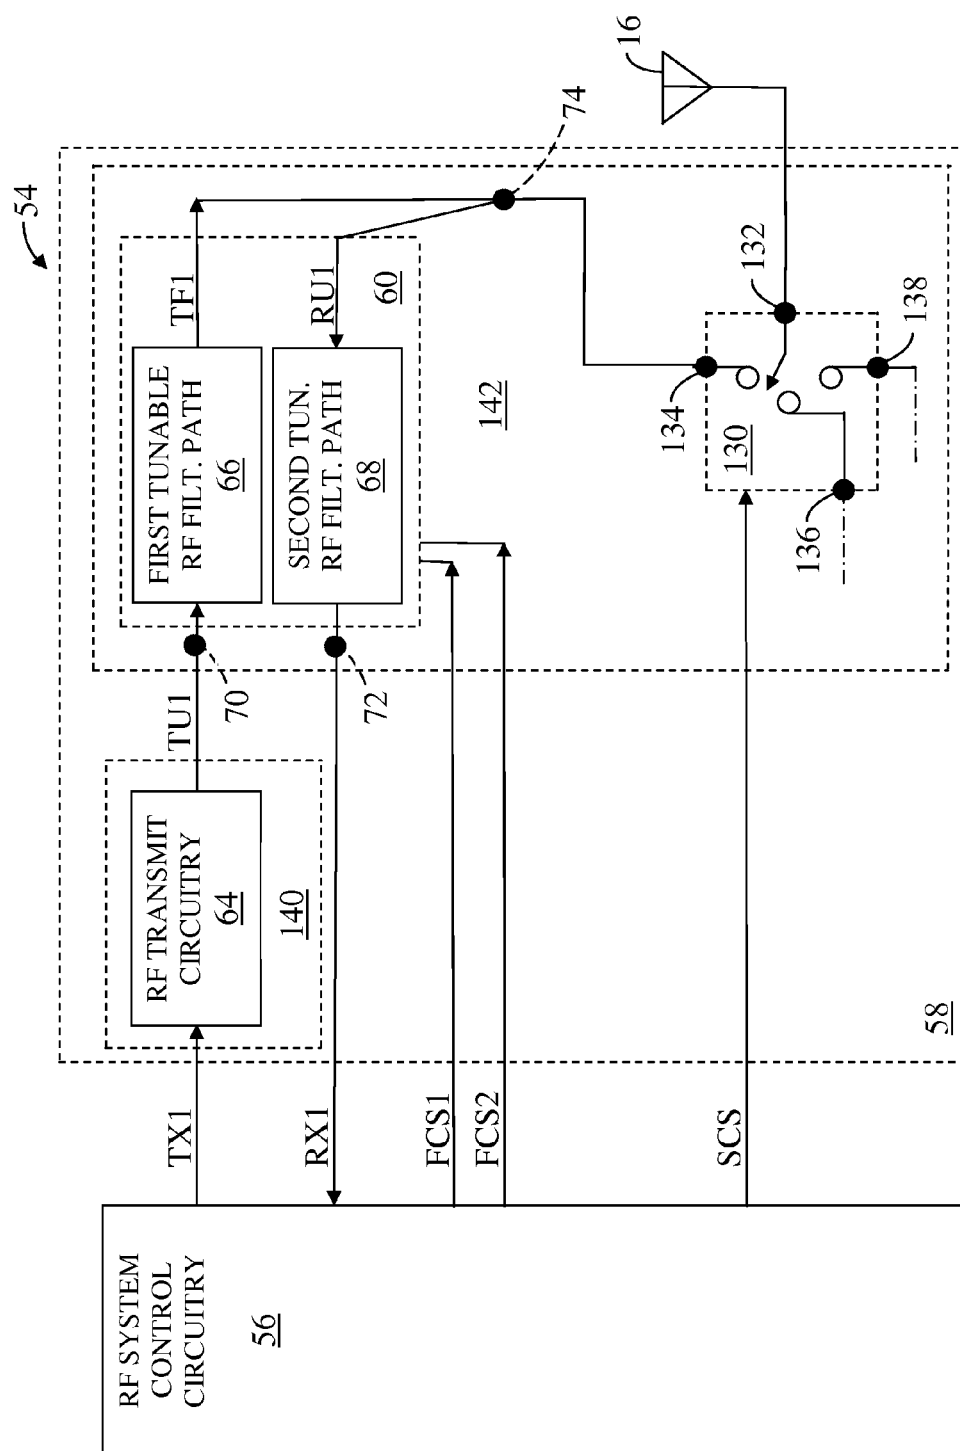 54
16
74
TF1
RU1
60
132
138
FIRST TUNABLE
RF FILT. PATH
66
SECOND TUN.
RF FILT. PATH
68
142
134
130
136
TU1
70
72
RF TRANSMIT
CIRCUITRY
64
140
58
TX1
RX1
FCS1
FCS2
SCS
RF SYSTEM
CONTROL
CIRCUITRY
56